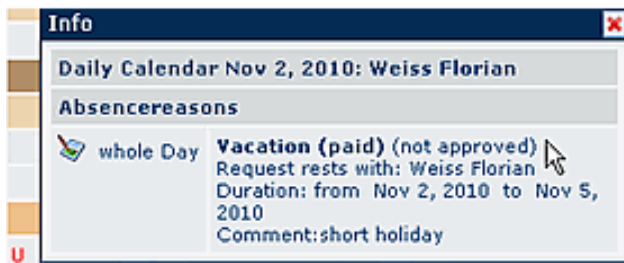 Info
Daily Calendar Nov 2, 2010: Weiss Florian
Absencereasons
whole Day
Vacation (paid) (not approved)
Request rests with: Weiss Florian
Duration: from Nov 2, 2010 to Nov 5,
2010
Comment:short holiday
U